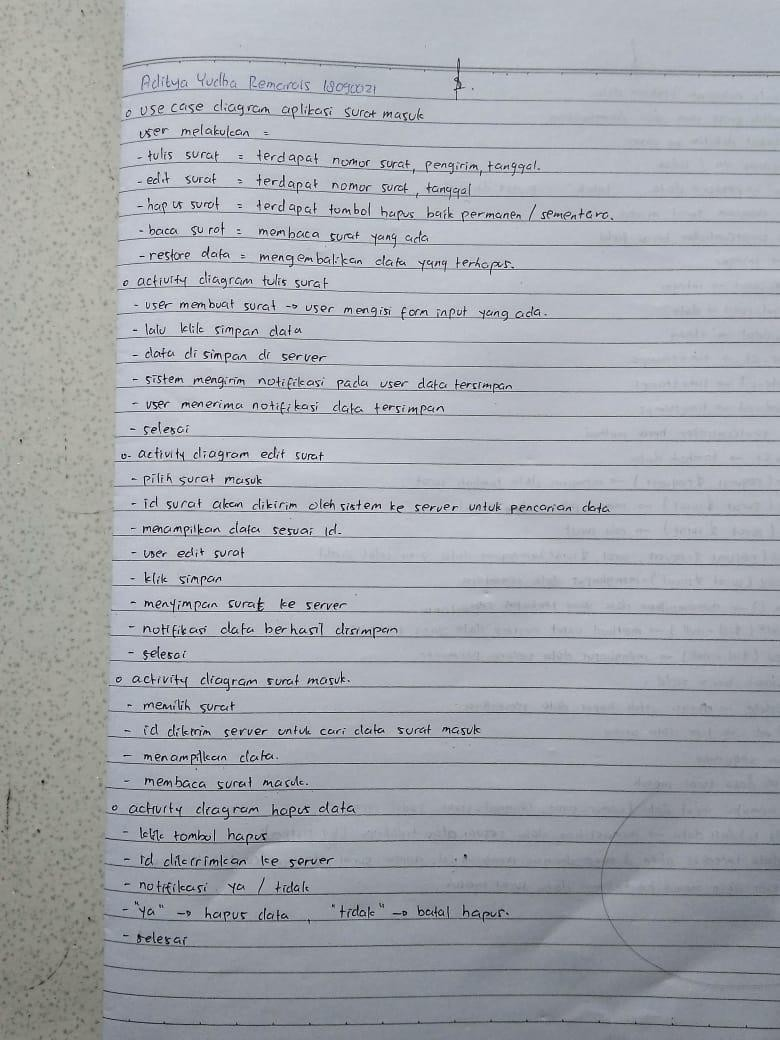 Aditya Yudha Remarois 18090021
o use case diagram aplikasi surat masuk
user melakukan =
- tulis surat = terdapat nomor surat, pengirim, tanggal.
- edit surat = terdapat nomor surat, tanggal
- hapus surat = terdapat tombol hapus baik permanen / sementara.
- baca surat = membaca surat yang ada
- restore data = mengembalikan data yang terhapus.
o activity diagram tulis surat
- user membuat surat → user mengisi form input yang ada.
- lalu klik simpan data
- data di simpan di server
- sistem mengirim notifikasi pada user data tersimpan
- user menerima notifikasi data tersimpan
- selesai
o- activity diagram edit surat
- pilih surat masuk
- id surat akan dikirim oleh sistem ke server untuk pencarian data
- menampilkan data sesuai id.
- user edit surat
- klik simpan
- menyimpan surat ke server
- notifikasi data berhasil disimpan
- selesai
o activity diagram surat masuk.
- memilih surat
- id dikirim server untuk cari data surat masuk
- menampilkan data.
- membaca surat masuk.
o activity diagram hapus data
- klik tombol hapus
- id dikirimkan ke server
- notifikasi ya / tidak
- "ya" → hapus data, "tidak" → batal hapus.
- selesai